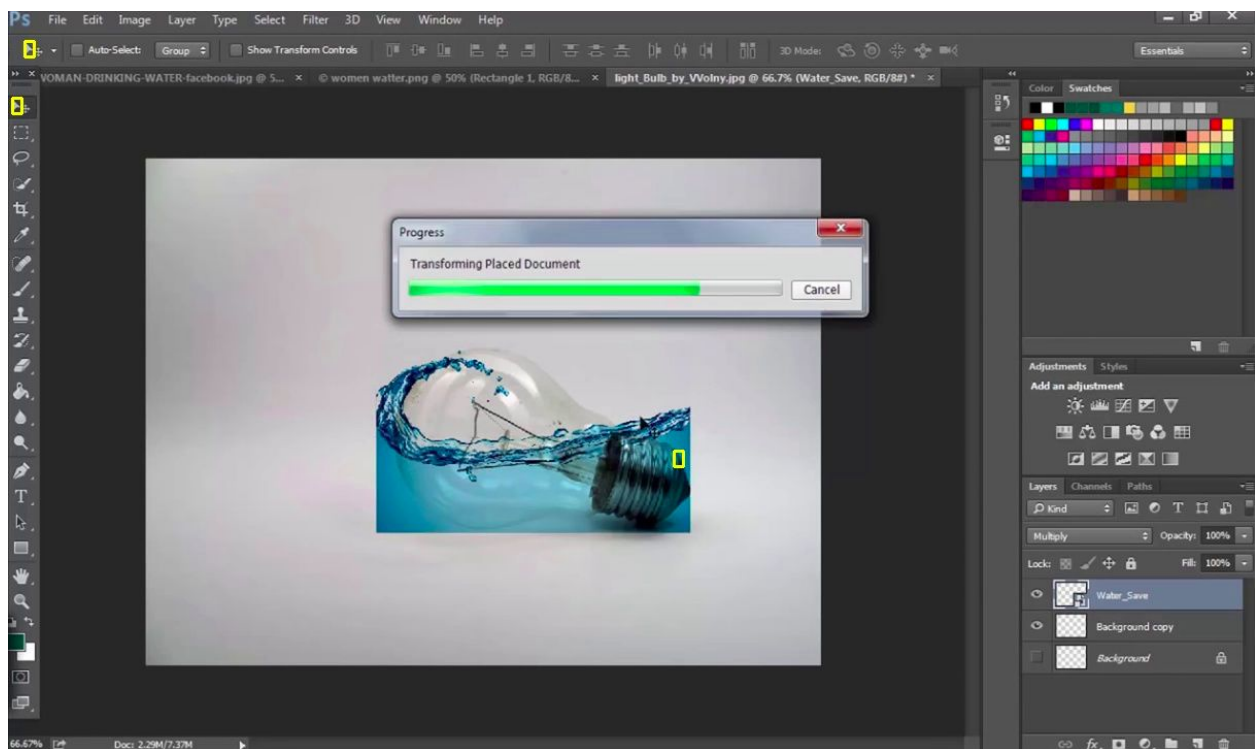 Ps File Edit Image Layer Type Select Filter 3D View Window Help
Auto-Select: Group Show Transform Controls 3D Mode: Essentials
VOMAN-DRINKING-WATER-facebook.jpg @ 5... × © women watter.png @ 50% (Rectangle 1, RGB/8... × light_Bulb_by_VVolny.jpg @ 66.7% (Water_Save, RGB/8#) * ×
Color Swatches
Progress
Transforming Placed Document
Cancel
Adjustments Styles
Add an adjustment
Layers Channels Paths
Kind
Multiply Opacity: 100%
Lock: Fill: 100%
Water_Save
Background copy
Background
66.67% Doc: 2.29M/7.37M